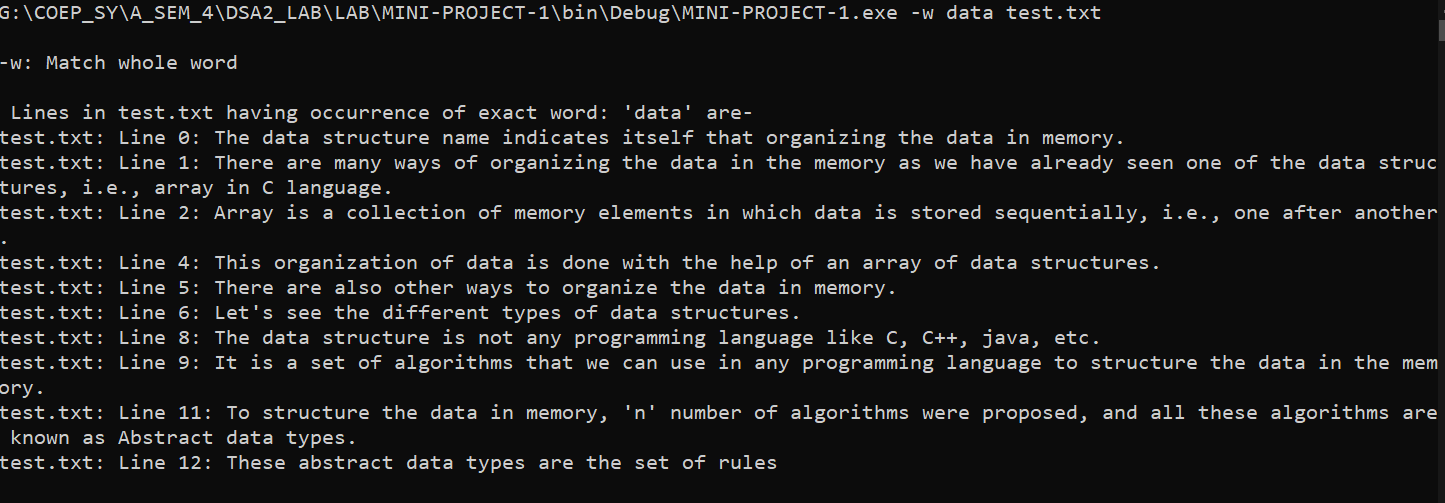 G:\COEP_SY\A_SEM_4\DSA2_LAB\LAB\MINI-PROJECT-1\bin\Debug\MINI-PROJECT-1.exe -w data test.txt
-w: Match whole word
Lines in test.txt having occurrence of exact word: 'data' are-
test.txt: Line 0: The data structure name indicates itself that organizing the data in memory.
test.txt: Line 1: There are many ways of organizing the data in the memory as we have already seen one of the data struc
tures, i.e., array in C language.
test.txt: Line 2: Array is a collection of memory elements in which data is stored sequentially, i.e., one after another
.
test.txt: Line 4: This organization of data is done with the help of an array of data structures.
test.txt: Line 5: There are also other ways to organize the data in memory.
test.txt: Line 6: Let's see the different types of data structures.
test.txt: Line 8: The data structure is not any programming language like C, C++, java, etc.
test.txt: Line 9: It is a set of algorithms that we can use in any programming language to structure the data in the mem
ory.
test.txt: Line 11: To structure the data in memory, 'n' number of algorithms were proposed, and all these algorithms are
known as Abstract data types.
test.txt: Line 12: These abstract data types are the set of rules